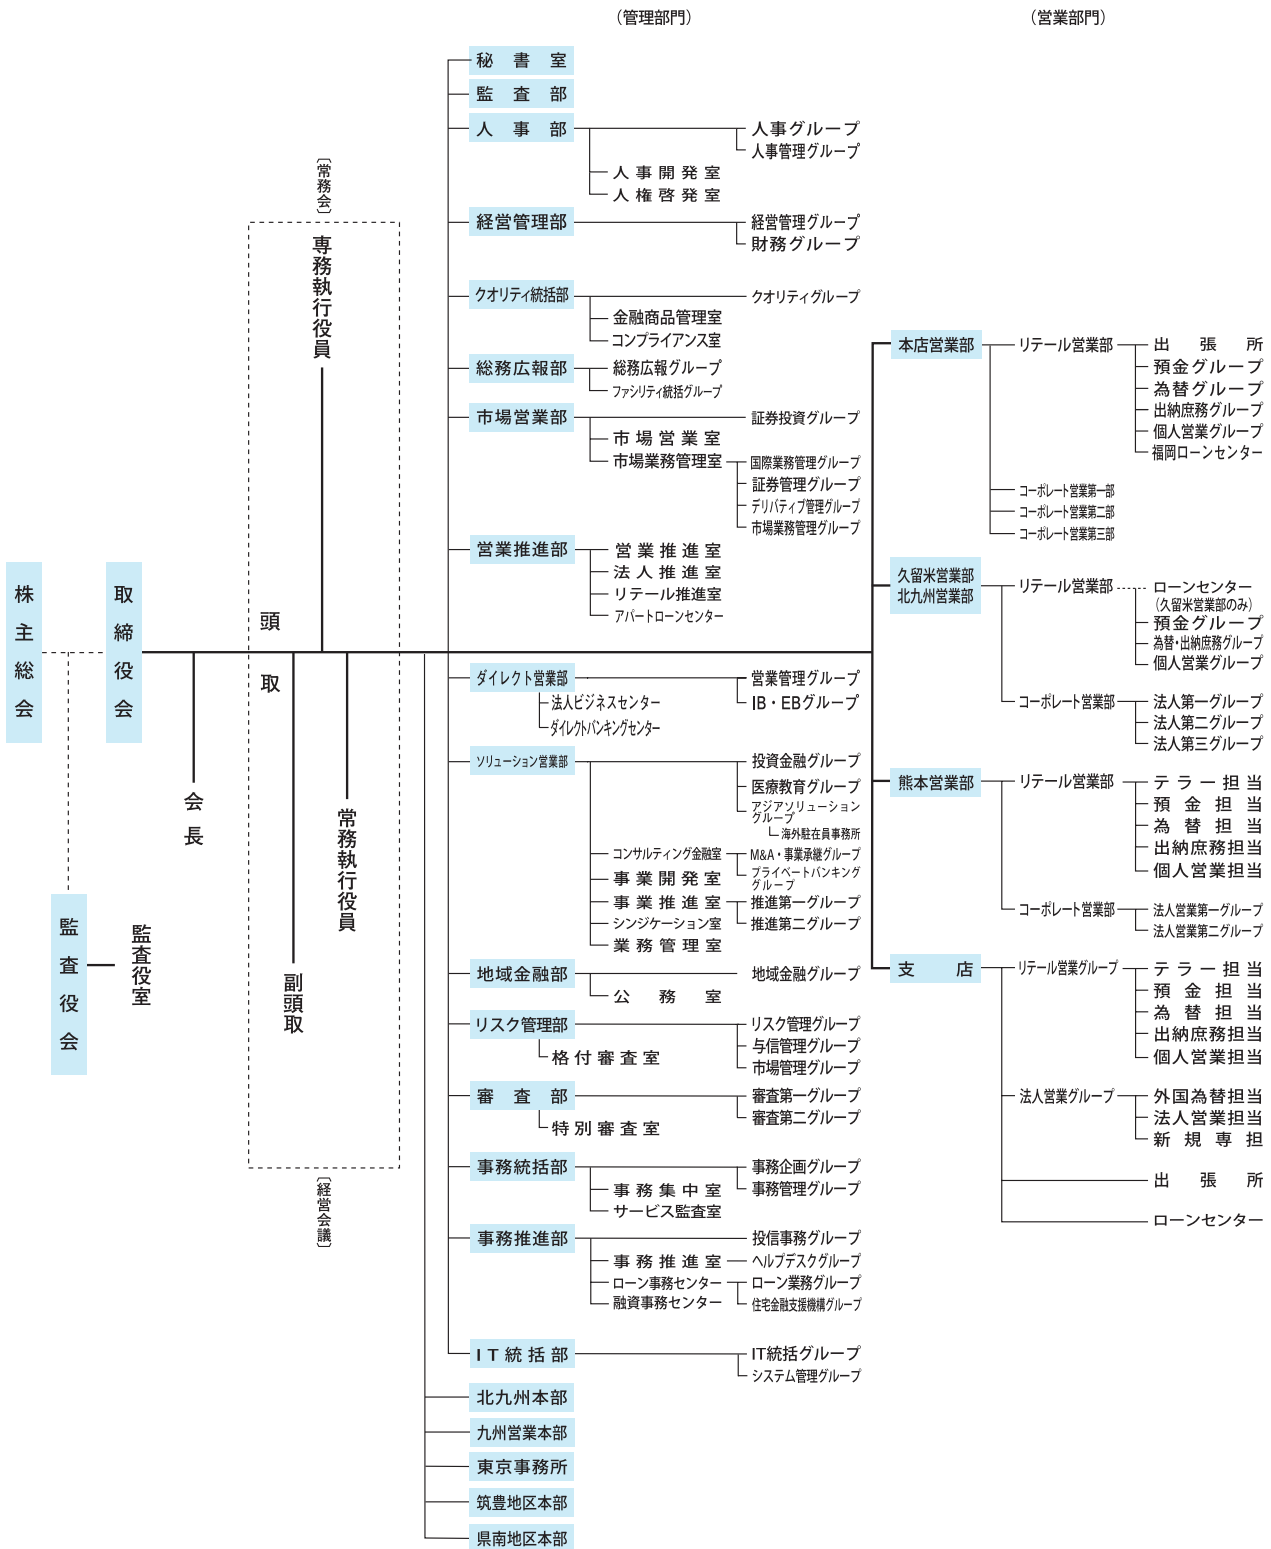 （管理部門）
（営業部門）
株主総会
取締役会
監査役会
監査役室
会長
頭取
副頭取
〔常務会〕
専務執行役員
常務執行役員
〔経営会議〕
秘書室
監査部
人事部
人事グループ
人事管理グループ
人事開発室
人権啓発室
経営管理部
経営管理グループ
財務グループ
クオリティ統括部
クオリティグループ
金融商品管理室
コンプライアンス室
総務広報部
総務広報グループ
ファシリティ統括グループ
市場営業部
証券投資グループ
市場営業室
市場業務管理室
国際業務管理グループ
証券管理グループ
デリバティブ管理グループ
市場業務管理グループ
営業推進部
営業推進室
法人推進室
リテール推進室
アパートローンセンター
ダイレクト営業部
営業管理グループ
IB・EBグループ
法人ビジネスセンター
ダイレクトバンキングセンター
ソリューション営業部
投資金融グループ
医療教育グループ
アジアソリューション
グループ
海外駐在員事務所
コンサルティング金融室
M&A・事業承継グループ
プライベートバンキング
グループ
事業開発室
事業推進室
推進第一グループ
推進第二グループ
シンジケーション室
業務管理室
地域金融部
地域金融グループ
公務室
リスク管理部
リスク管理グループ
与信管理グループ
市場管理グループ
格付審査室
審査部
審査第一グループ
審査第二グループ
特別審査室
事務統括部
事務企画グループ
事務管理グループ
事務集中室
サービス監査室
事務推進部
投信事務グループ
事務推進室
ヘルプデスクグループ
ローン事務センター
ローン業務グループ
住宅金融支援機構グループ
融資事務センター
IT統括部
IT統括グループ
システム管理グループ
北九州本部
九州営業本部
東京事務所
筑豊地区本部
県南地区本部
本店営業部
リテール営業部
出張所
預金グループ
為替グループ
出納庶務グループ
個人営業グループ
福岡ローンセンター
コーポレート営業第一部
コーポレート営業第二部
コーポレート営業第三部
久留米営業部
北九州営業部
リテール営業部
ローンセンター
（久留米営業部のみ）
預金グループ
為替・出納庶務グループ
個人営業グループ
コーポレート営業部
法人第一グループ
法人第二グループ
法人第三グループ
熊本営業部
リテール営業部
テラー担当
預金担当
為替担当
出納庶務担当
個人営業担当
コーポレート営業部
法人営業第一グループ
法人営業第二グループ
支店
リテール営業グループ
テラー担当
預金担当
為替担当
出納庶務担当
個人営業担当
法人営業グループ
外国為替担当
法人営業担当
新規専担
出張所
ローンセンター